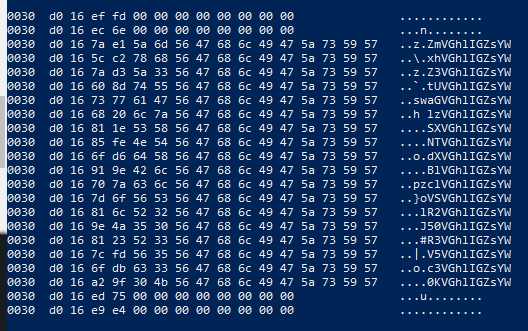 0030 d0 16 ef fd 00 00 00 00 00 00 00 00 ............
0030 d0 16 ec 6e 00 00 00 00 00 00 00 00 ...n........
0030 d0 16 7a e1 5a 6d 56 47 68 6c 49 47 5a 73 59 57 ..z.ZmVGhlIGZsYW
0030 d0 16 5c c2 78 68 56 47 68 6c 49 47 5a 73 59 57 ..\.xhVGhlIGZsYW
0030 d0 16 7a d3 5a 33 56 47 68 6c 49 47 5a 73 59 57 ..z.Z3VGhlIGZsYW
0030 d0 16 60 8d 74 55 56 47 68 6c 49 47 5a 73 59 57 ..`.tUVGhlIGZsYW
0030 d0 16 73 77 61 47 56 47 68 6c 49 47 5a 73 59 57 ..swaGVGhlIGZsYW
0030 d0 16 68 20 6c 7a 56 47 68 6c 49 47 5a 73 59 57 ..h lzVGhlIGZsYW
0030 d0 16 81 1e 53 58 56 47 68 6c 49 47 5a 73 59 57 ....SXVGhlIGZsYW
0030 d0 16 85 fe 4e 54 56 47 68 6c 49 47 5a 73 59 57 ....NTVGhlIGZsYW
0030 d0 16 6f d6 64 58 56 47 68 6c 49 47 5a 73 59 57 ..o.dXVGhlIGZsYW
0030 d0 16 91 9e 42 6c 56 47 68 6c 49 47 5a 73 59 57 ....BlVGhlIGZsYW
0030 d0 16 70 7a 63 6c 56 47 68 6c 49 47 5a 73 59 57 ..pzclVGhlIGZsYW
0030 d0 16 7d 6f 56 53 56 47 68 6c 49 47 5a 73 59 57 ..}oVSVGhlIGZsYW
0030 d0 16 81 6c 52 32 56 47 68 6c 49 47 5a 73 59 57 ...lR2VGhlIGZsYW
0030 d0 16 9e 4a 35 30 56 47 68 6c 49 47 5a 73 59 57 ...J50VGhlIGZsYW
0030 d0 16 81 23 52 33 56 47 68 6c 49 47 5a 73 59 57 ...#R3VGhlIGZsYW
0030 d0 16 7c fd 56 35 56 47 68 6c 49 47 5a 73 59 57 ..|.V5VGhlIGZsYW
0030 d0 16 6f db 63 33 56 47 68 6c 49 47 5a 73 59 57 ..o.c3VGhlIGZsYW
0030 d0 16 a2 9f 30 4b 56 47 68 6c 49 47 5a 73 59 57 ....0KVGhlIGZsYW
0030 d0 16 ed 75 00 00 00 00 00 00 00 00 ...u........
0030 d0 16 e9 e4 00 00 00 00 00 00 00 00 ............